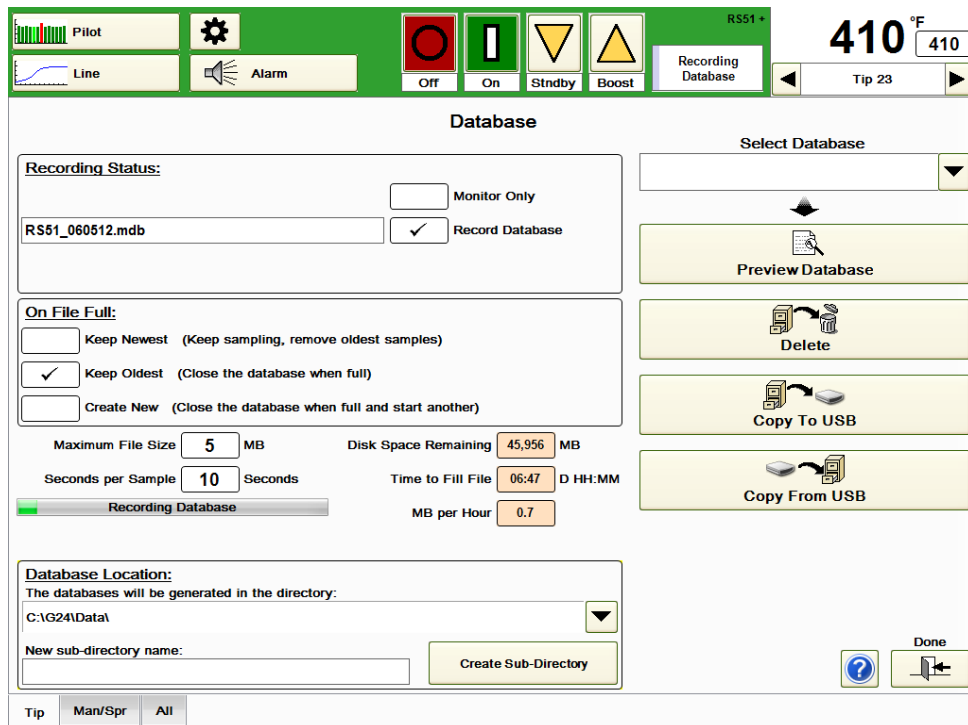 Pilot
Line
Alarm
Off
On
Stndby
Boost
RS51 +
Recording
Database
410 °F
410
Tip 23
Database
Recording Status:
Monitor Only
RS51_060512.mdb
Record Database
On File Full:
Keep Newest (Keep sampling, remove oldest samples)
Keep Oldest (Close the database when full)
Create New (Close the database when full and start another)
Maximum File Size 5 MB
Seconds per Sample 10 Seconds
Recording Database
Disk Space Remaining 45,956 MB
Time to Fill File 06:47 D HH:MM
MB per Hour 0.7
Database Location:
The databases will be generated in the directory:
C:\G24\Data\
New sub-directory name:
Create Sub-Directory
Select Database
Preview Database
Delete
Copy To USB
Copy From USB
Done
?
Tip
Man/Spr
All